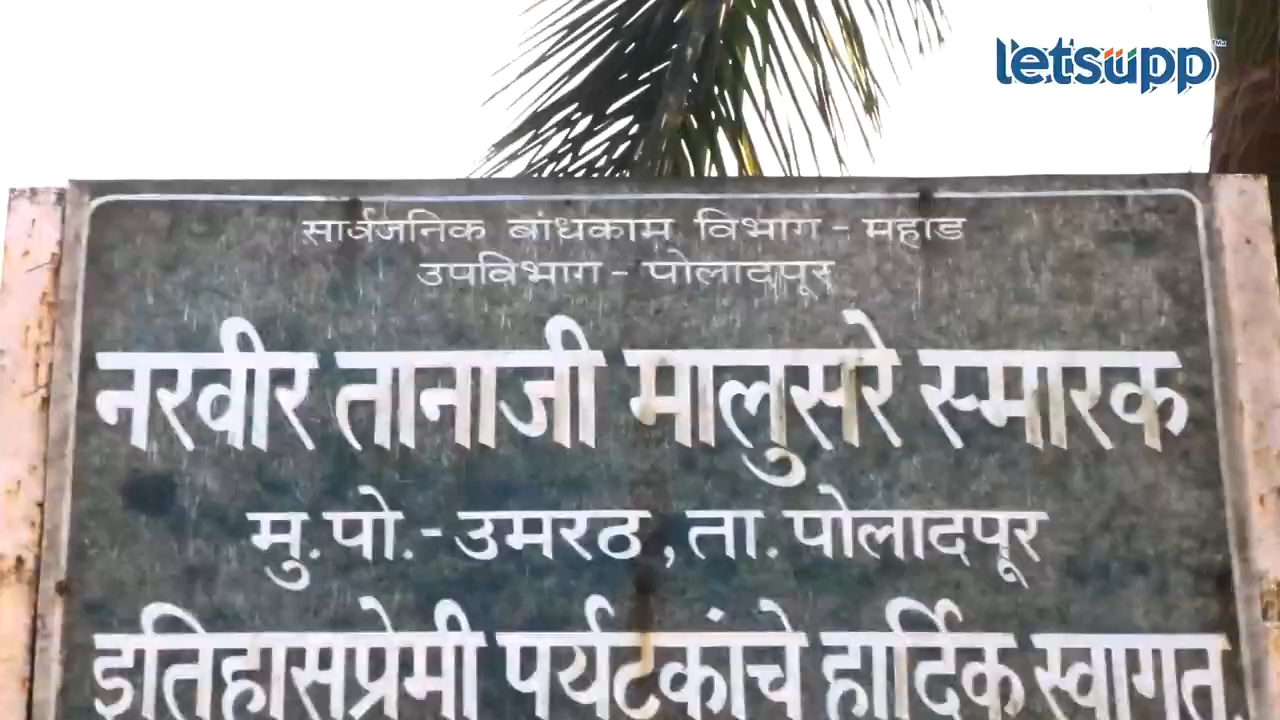 letsupp
सार्वजनिक बांधकाम विभाग - महाड
उपविभाग - पोलादपूर
नरवीर तानाजी मालुसरे स्मारक
मु.पो.-उमरठ,ता.पोलादपूर
इतिहासप्रेमी पर्यटकांचे हार्दिक स्वागत